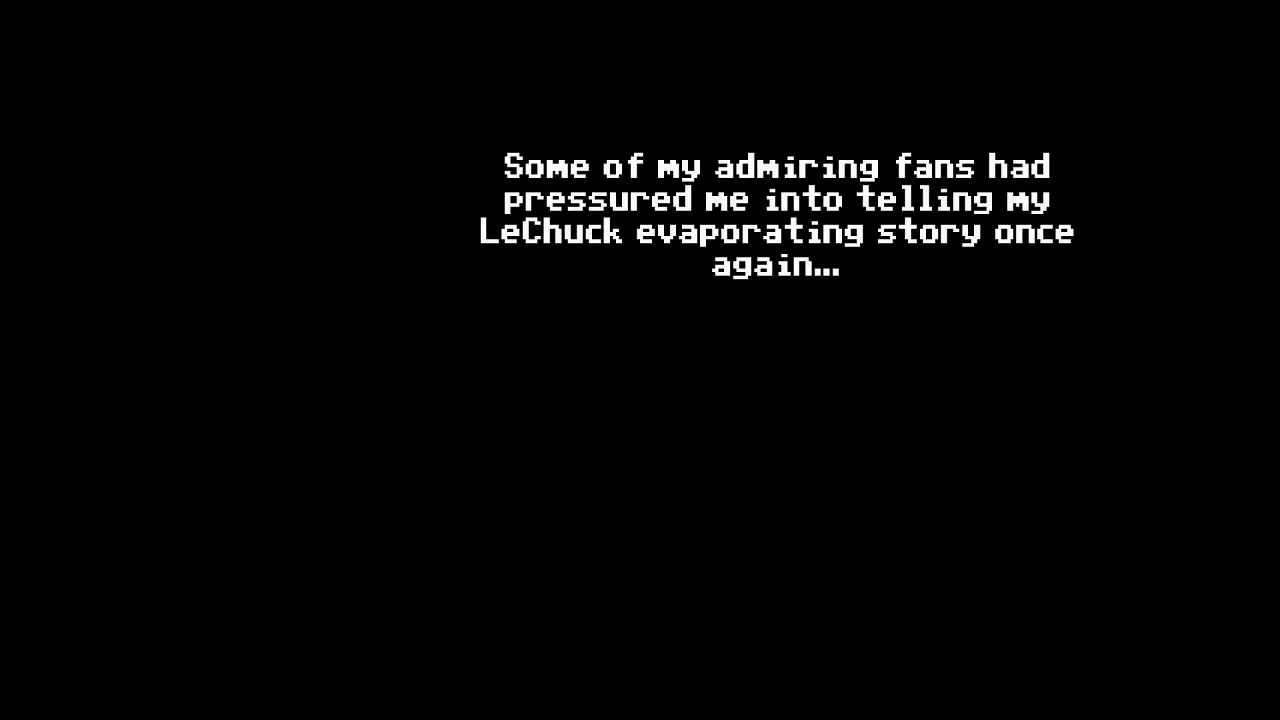 Some of my admiring fans had
pressured me into telling my
LeChuck evaporating story once
again...